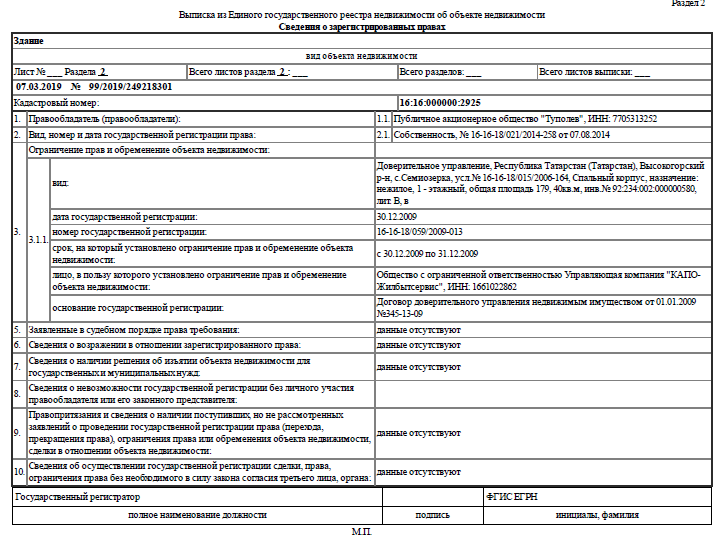 Раздел 2
Выписка из Единого государственного реестра недвижимости об объекте недвижимости
Сведения о зарегистрированных правах
Здание
вид объекта недвижимости
Лист № ___ Раздела 2 Всего листов раздела 2 : ___ Всего разделов: ___ Всего листов выписки: ___
07.03.2019 № 99/2019/249218301
Кадастровый номер: 16:16:000000:2925
1. Правообладатель (правообладатели): 1.1. Публичное акционерное общество "Туполев", ИНН: 7705313252
2. Вид, номер и дата государственной регистрации права: 2.1. Собственность, № 16-16-18/021/2014-258 от 07.08.2014
3. Ограничение прав и обременение объекта недвижимости:
3.1.1. вид: Доверительное управление, Республика Татарстан (Татарстан), Высокогорский
р-н, с.Семиозерка, усл.№ 16-16-18/015/2006-164, Спальный корпус, назначение:
нежилое, 1 - этажный, общая площадь 179, 40кв.м, инв.№ 92:234:002:000000580,
лит. В, в
дата государственной регистрации: 30.12.2009
номер государственной регистрации: 16-16-18/059/2009-013
срок, на который установлено ограничение прав и обременение объекта
недвижимости: с 30.12.2009 по 31.12.2009
лицо, в пользу которого установлено ограничение прав и обременение
объекта недвижимости: Общество с ограниченной ответственностью Управляющая компания "КАПО-
Жилбытсервис", ИНН: 1661022862
основание государственной регистрации: Договор доверительного управления недвижимым имуществом от 01.01.2009
№345-13-09
5. Заявленные в судебном порядке права требования: данные отсутствуют
6. Сведения о возражении в отношении зарегистрированного права: данные отсутствуют
7. Сведения о наличии решения об изъятии объекта недвижимости для
государственных и муниципальных нужд: данные отсутствуют
8. Сведения о невозможности государственной регистрации без личного участия
правообладателя или его законного представителя:
9. Правопритязания и сведения о наличии поступивших, но не рассмотренных
заявлений о проведении государственной регистрации права (перехода,
прекращения права), ограничения права или обременения объекта недвижимости,
сделки в отношении объекта недвижимости: данные отсутствуют
10. Сведения об осуществлении государственной регистрации сделки, права,
ограничения права без необходимого в силу закона согласия третьего лица, органа: данные отсутствуют
Государственный регистратор ФГИС ЕГРН
полное наименование должности подпись инициалы, фамилия
М.П.